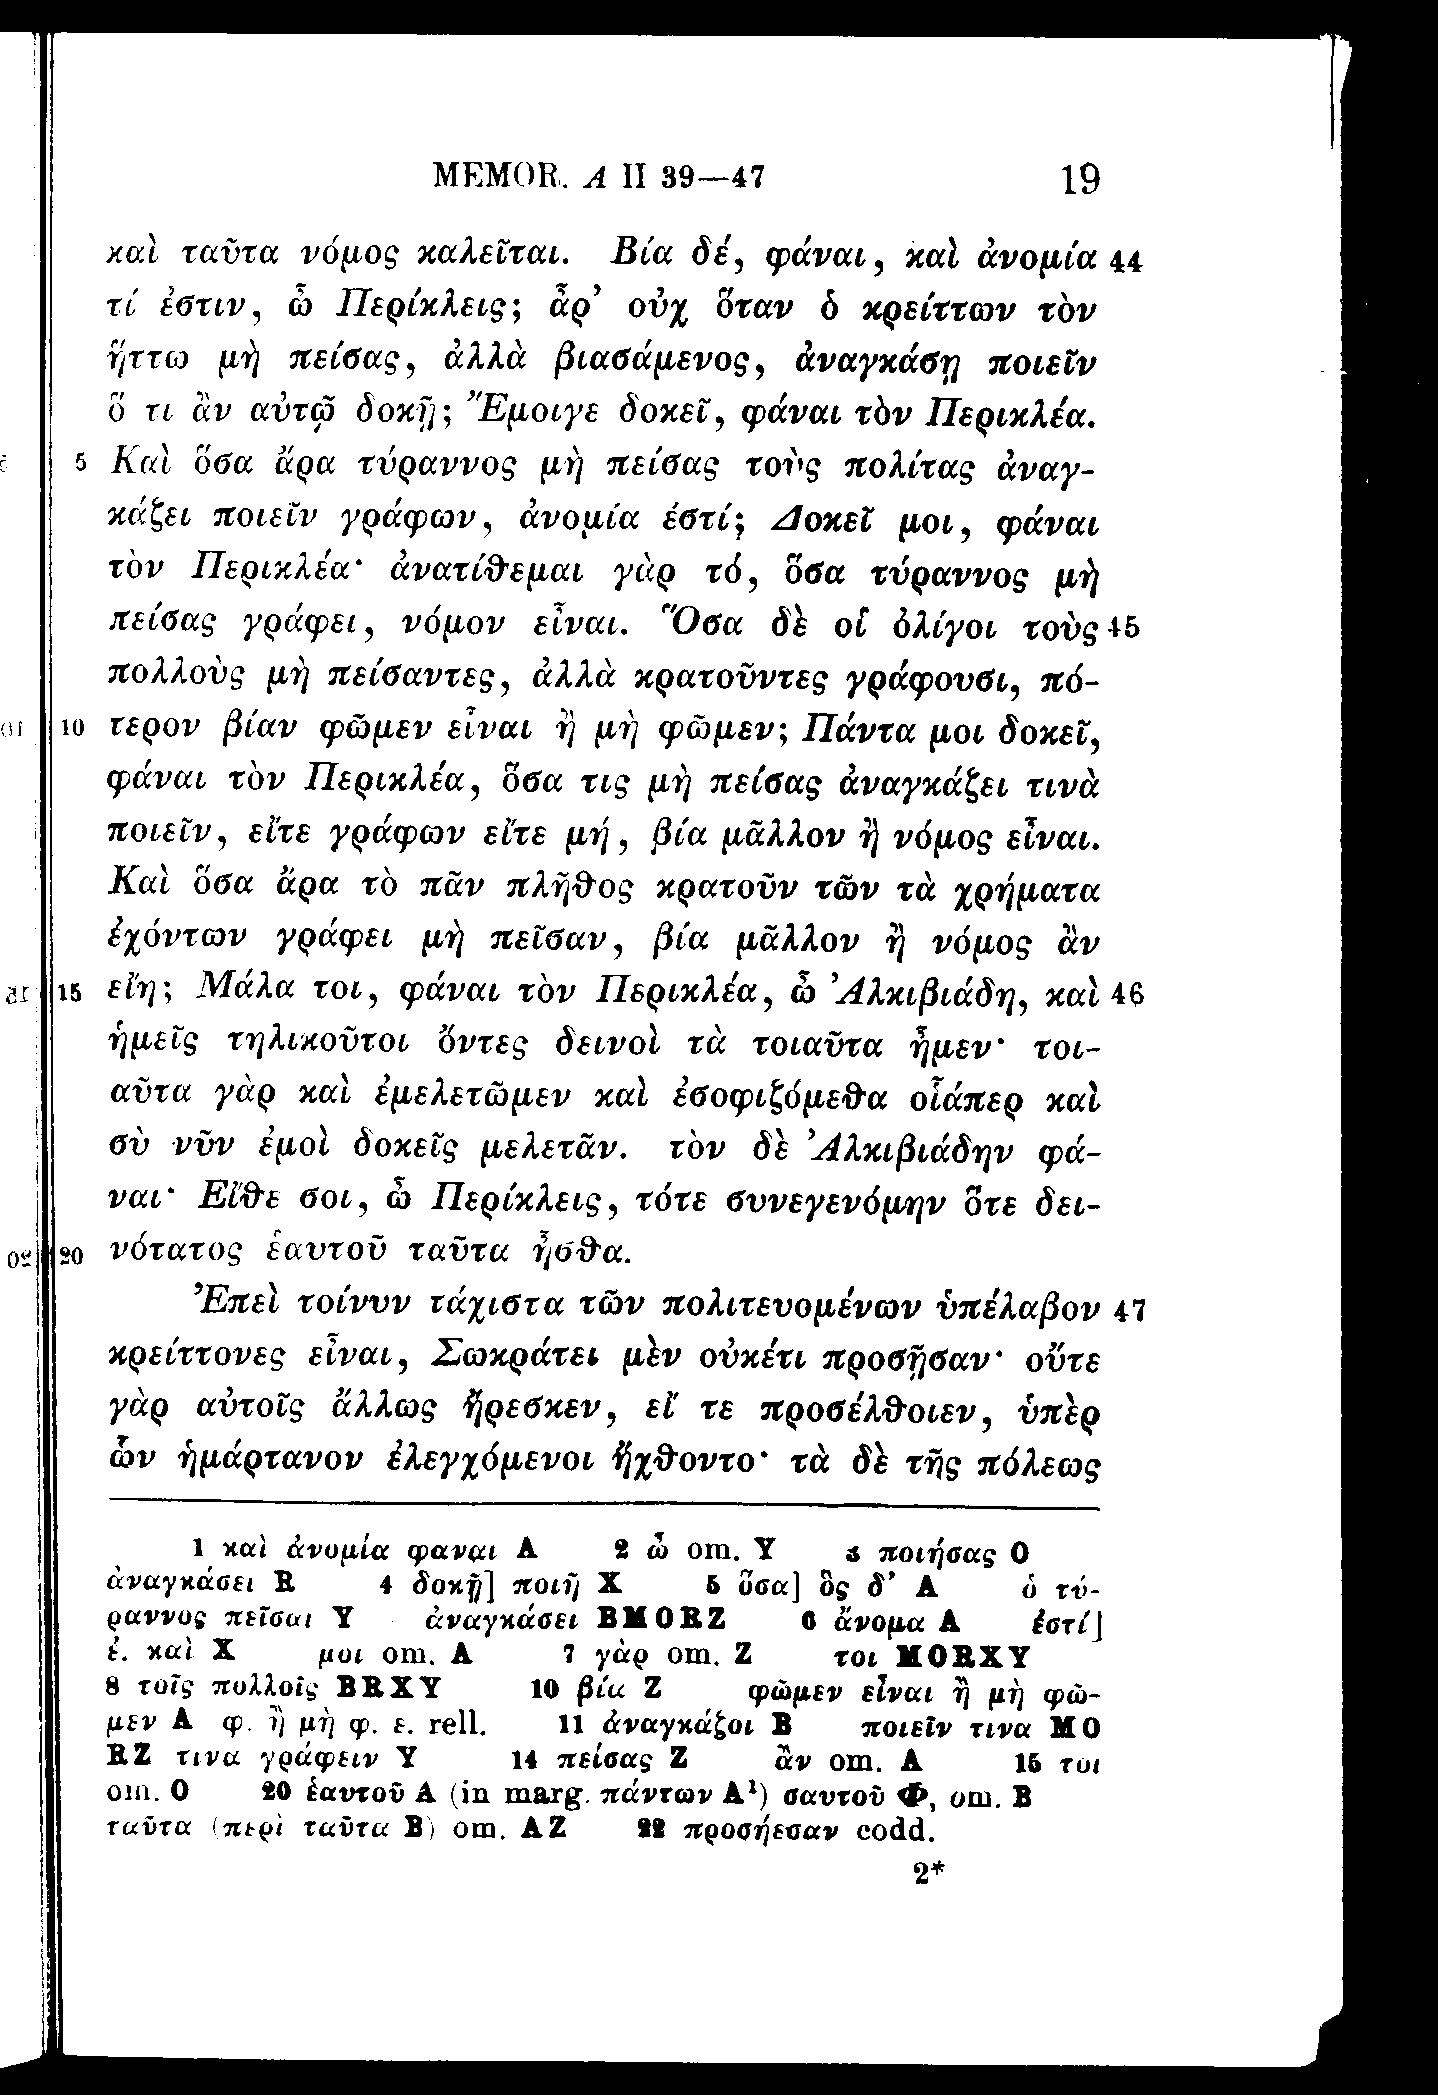 MEMOR. Α II 39—47 19
καὶ ταῦτα νόμος καλεῖται. Βία δέ, φάναι, καὶ ἀνομία 44
τί ἐστιν, ὦ Περίκλεις; ἆρ’ οὐχ ὅταν ὁ κρείττων τὸν
ἥττω μὴ πείσας, ἀλλὰ βιασάμενος, ἀναγκάσῃ ποιεῖν
ὅ τι ἂν αὐτῷ δοκῇ; Ἔμοιγε δοκεῖ, φάναι τὸν Περικλέα.
5 Καὶ ὅσα ἄρα τύραννος μὴ πείσας τοὺς πολίτας ἀναγ-
κάζει ποιεῖν γράφων, ἀνομία ἐστί; Δοκεῖ μοι, φάναι
τὸν Περικλέα· ἀνατίθεμαι γὰρ τό, ὅσα τύραννος μὴ
πείσας γράφει, νόμον εἶναι. Ὅσα δὲ οἱ ὀλίγοι τοὺς 45
πολλοὺς μὴ πείσαντες, ἀλλὰ κρατοῦντες γράφουσι, πό-
10 τερον βίαν φῶμεν εἶναι ἢ μὴ φῶμεν; Πάντα μοι δοκεῖ,
φάναι τὸν Περικλέα, ὅσα τις μὴ πείσας ἀναγκάζει τινὰ
ποιεῖν, εἴτε γράφων εἴτε μή, βία μᾶλλον ἢ νόμος εἶναι.
Καὶ ὅσα ἄρα τὸ πᾶν πλῆθος κρατοῦν τῶν τὰ χρήματα
ἐχόντων γράφει μὴ πεῖσαν, βία μᾶλλον ἢ νόμος ἂν
15 εἴη; Μάλα τοι, φάναι τὸν Περικλέα, ὦ Ἀλκιβιάδη, καὶ 46
ἡμεῖς τηλικοῦτοι ὄντες δεινοὶ τὰ τοιαῦτα ἦμεν· τοι-
αῦτα γὰρ καὶ ἐμελετῶμεν καὶ ἐσοφιζόμεθα οἷάπερ καὶ
σὺ νῦν ἐμοὶ δοκεῖς μελετᾶν. τὸν δὲ Ἀλκιβιάδην φά-
ναι· Εἴθε σοι, ὦ Περίκλεις, τότε συνεγενόμην ὅτε δει-
20 νότατος ἑαυτοῦ ταῦτα ἦσθα.
Ἐπεὶ τοίνυν τάχιστα τῶν πολιτευομένων ὑπέλαβον 47
κρείττονες εἶναι, Σωκράτει μὲν οὐκέτι προσῇσαν· οὔτε
γὰρ αὐτοῖς ἄλλως ἤρεσκεν, εἴ τε προσέλθοιεν, ὑπὲρ
ὧν ἡμάρτανον ἐλεγχόμενοι ἤχθοντο· τὰ δὲ τῆς πόλεως
1 καὶ ἀνομία φαναι A 2 ὦ om. Y 3 ποιήσας O
ἀναγκάσει R 4 δοκῇ] ποιῇ X 5 ὅσα] ὃς δ’ A ὁ τύ-
ραννος πεῖσαι Y ἀναγκάσει BMORZ 6 ἄνομα A ἐστί]
ἐ. καὶ X μοι om. A 7 γὰρ om. Z τοι MORXY
8 τοῖς πολλοῖς BRXY 10 βία Z φῶμεν εἶναι ἢ μὴ φῶ-
μεν A φ. ἢ μὴ φ. ε. rell. 11 ἀναγκάζοι B ποιεῖν τινα MO
RZ τινα γράφειν Y 14 πείσας Z ἂν om. A 15 τοι
om. O 20 ἑαυτοῦ A (in marg. πάντων A¹) σαυτοῦ Φ, om. B
ταῦτα (περὶ ταῦτα B) om. AZ 22 προσήεσαν codd.
2*